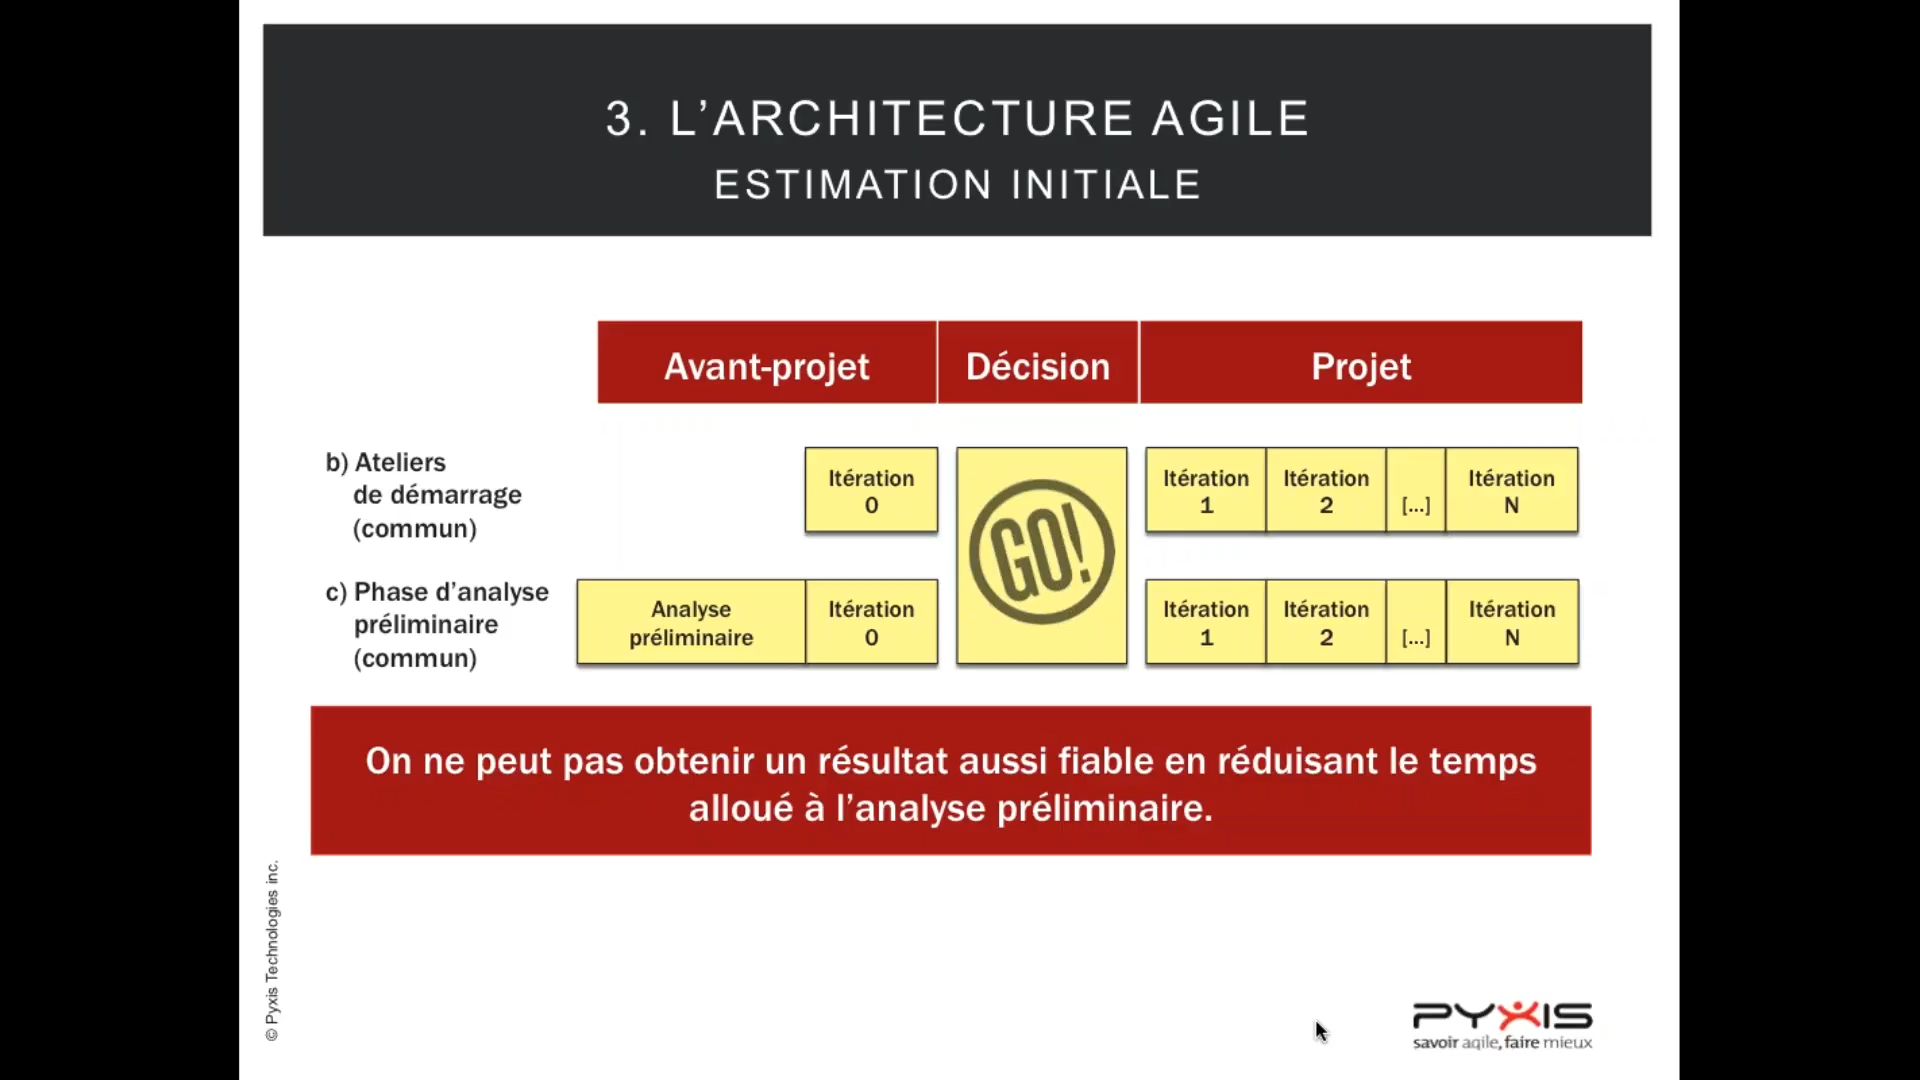 3. L’ARCHITECTURE AGILE
ESTIMATION INITIALE
Avant-projet
Décision
Projet
b) Ateliers
de démarrage
(commun)
Itération
0
GO!
Itération
1
Itération
2
[...]
Itération
N
c) Phase d’analyse
préliminaire
(commun)
Analyse
préliminaire
Itération
0
Itération
1
Itération
2
[...]
Itération
N
On ne peut pas obtenir un résultat aussi fiable en réduisant le temps
alloué à l’analyse préliminaire.
© Pyxis Technologies inc.
PYXIS
savoir agile, faire mieux